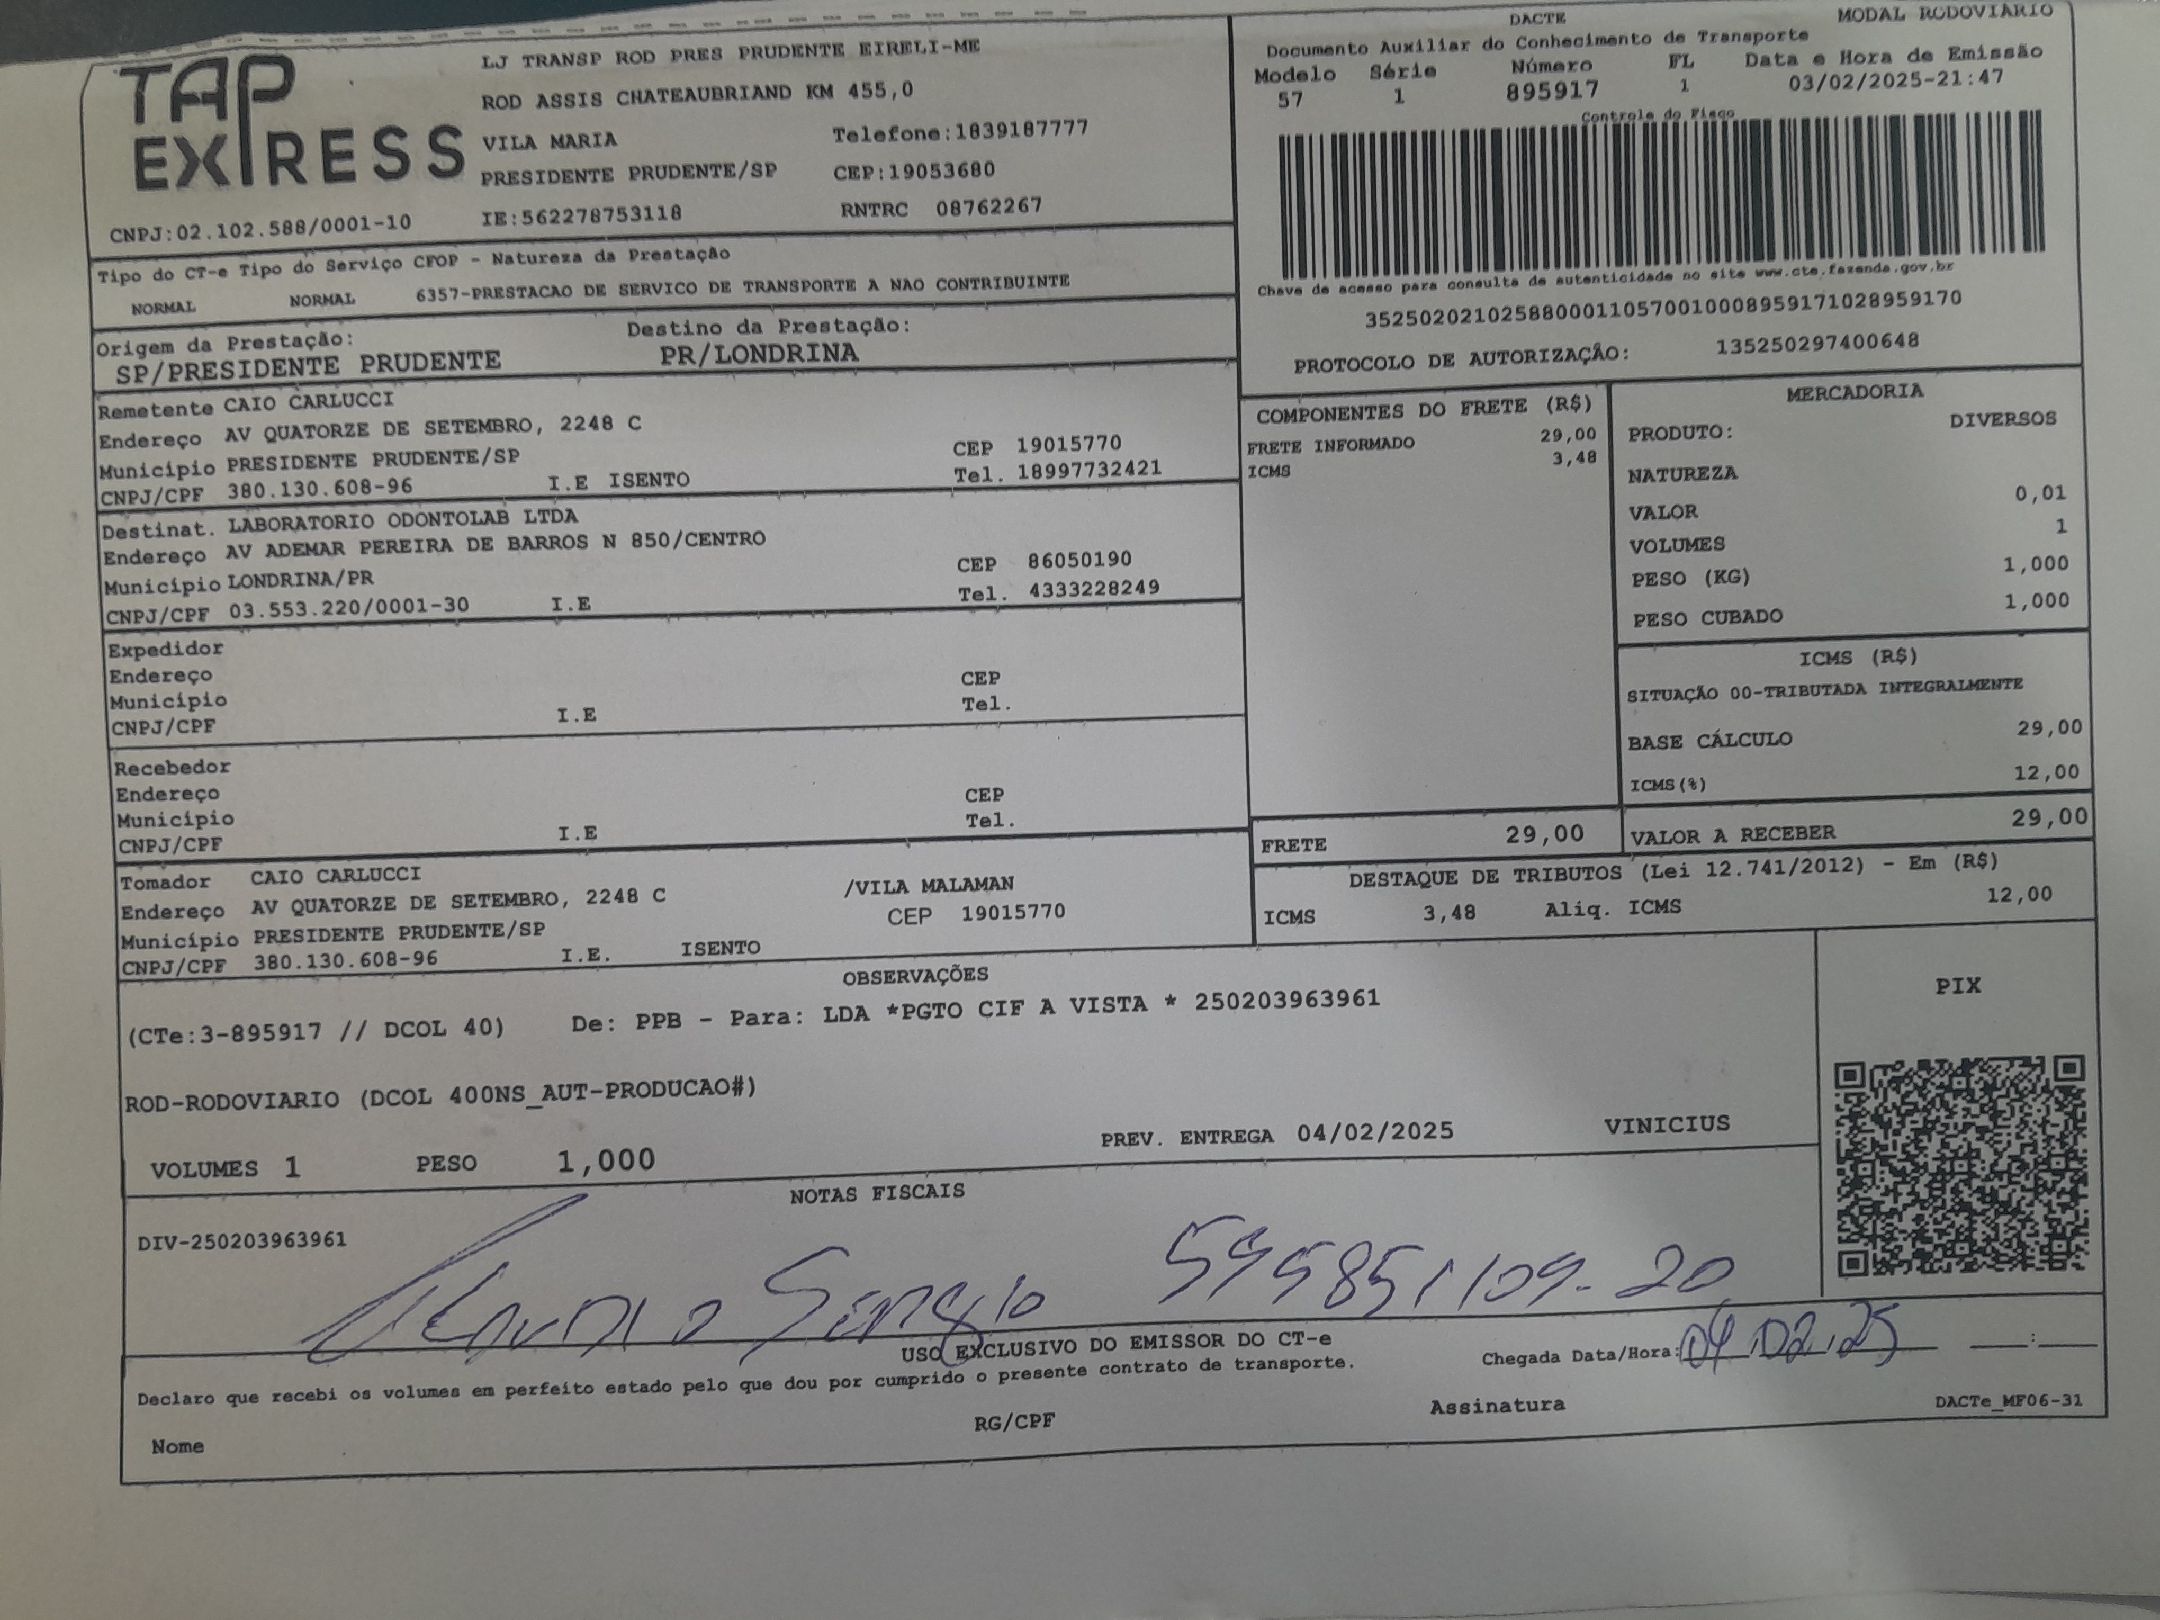 TAP EXPRESS
LJ TRANSP ROD PRES PRUDENTE EIRELI-ME
ROD ASSIS CHATEAUBRIAND KM 455,0
VILA MARIA Telefone:1839187777
PRESIDENTE PRUDENTE/SP CEP:19053680
CNPJ:02.102.588/0001-10 IE:562278753118 RNTRC 08762267
DACTE MODAL RODOVIARIO
Documento Auxiliar do Conhecimento de Transporte
Modelo Série Número FL Data e Hora de Emissão
57 1 895917 1 03/02/2025-21:47
Controle do Fisco
Chave de acesso para consulta de autenticidade no site www.cte.fazenda.gov.br
35250202102588000110570010008959171028959170
PROTOCOLO DE AUTORIZAÇÃO: 135250297400648
Tipo do CT-e Tipo do Serviço CFOP - Natureza da Prestação
NORMAL NORMAL 6357-PRESTACAO DE SERVICO DE TRANSPORTE A NAO CONTRIBUINTE
Origem da Prestação: Destino da Prestação:
SP/PRESIDENTE PRUDENTE PR/LONDRINA
Remetente CAIO CARLUCCI
Endereço AV QUATORZE DE SETEMBRO, 2248 C CEP 19015770
Município PRESIDENTE PRUDENTE/SP Tel. 18997732421
CNPJ/CPF 380.130.608-96 I.E ISENTO
Destinat. LABORATORIO ODONTOLAB LTDA
Endereço AV ADEMAR PEREIRA DE BARROS N 850/CENTRO
Município LONDRINA/PR CEP 86050190
CNPJ/CPF 03.553.220/0001-30 I.E Tel. 4333228249
Expedidor
Endereço CEP
Município Tel.
CNPJ/CPF I.E
Recebedor
Endereço CEP
Município Tel.
CNPJ/CPF I.E
Tomador CAIO CARLUCCI /VILA MALAMAN
Endereço AV QUATORZE DE SETEMBRO, 2248 C CEP 19015770
Município PRESIDENTE PRUDENTE/SP
CNPJ/CPF 380.130.608-96 I.E. ISENTO
COMPONENTES DO FRETE (R$)
FRETE INFORMADO 29,00
ICMS 3,48
MERCADORIA
PRODUTO: DIVERSOS
NATUREZA
VALOR 0,01
VOLUMES 1
PESO (KG) 1,000
PESO CUBADO 1,000
ICMS (R$)
SITUAÇÃO 00-TRIBUTADA INTEGRALMENTE
BASE CÁLCULO 29,00
ICMS(%) 12,00
FRETE 29,00 VALOR A RECEBER 29,00
DESTAQUE DE TRIBUTOS (Lei 12.741/2012) - Em (R$)
ICMS 3,48 Aliq. ICMS 12,00
OBSERVAÇÕES
(CTe:3-895917 // DCOL 40) De: PPB - Para: LDA *PGTO CIF A VISTA * 250203963961
ROD-RODOVIARIO (DCOL 400NS_AUT-PRODUCAO#)
PREV. ENTREGA 04/02/2025 VINICIUS
VOLUMES 1 PESO 1,000
PIX
NOTAS FISCAIS
DIV-250203963961
595851109-20
USO EXCLUSIVO DO EMISSOR DO CT-e
Declaro que recebi os volumes em perfeito estado pelo que dou por cumprido o presente contrato de transporte.
Chegada Data/Hora: 04.02.25 __:__
Nome RG/CPF Assinatura DACTe_MF06-31